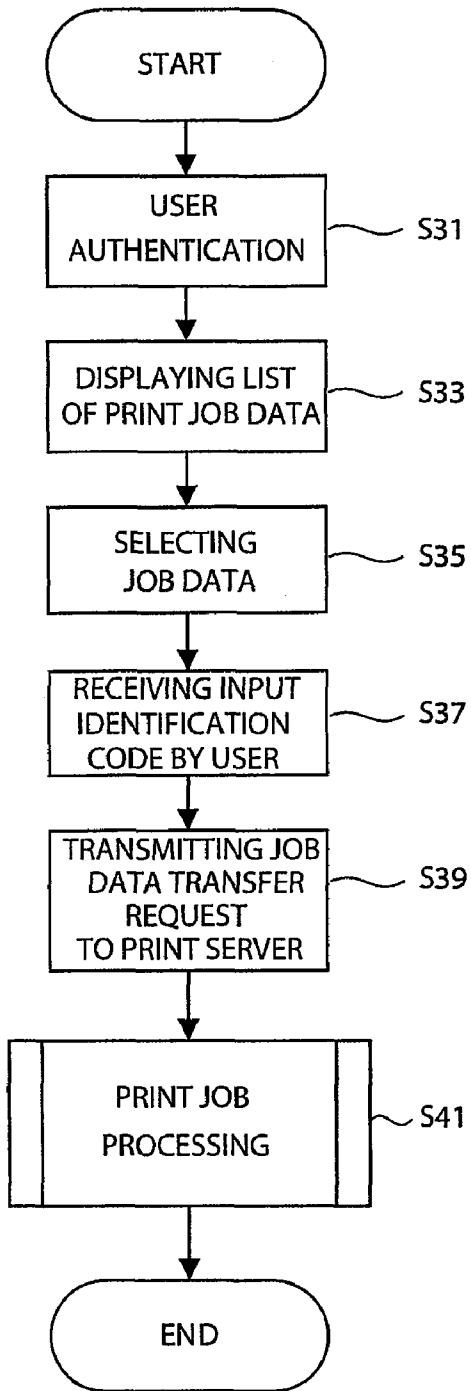 START
USER
AUTHENTICATION
S31
DISPLAYING LIST
OF PRINT JOB DATA
S33
SELECTING
JOB DATA
S35
RECEIVING INPUT
IDENTIFICATION
CODE BY USER
S37
TRANSMITTING JOB
DATA TRANSFER
REQUEST
TO PRINT SERVER
S39
PRINT JOB
PROCESSING
S41
END